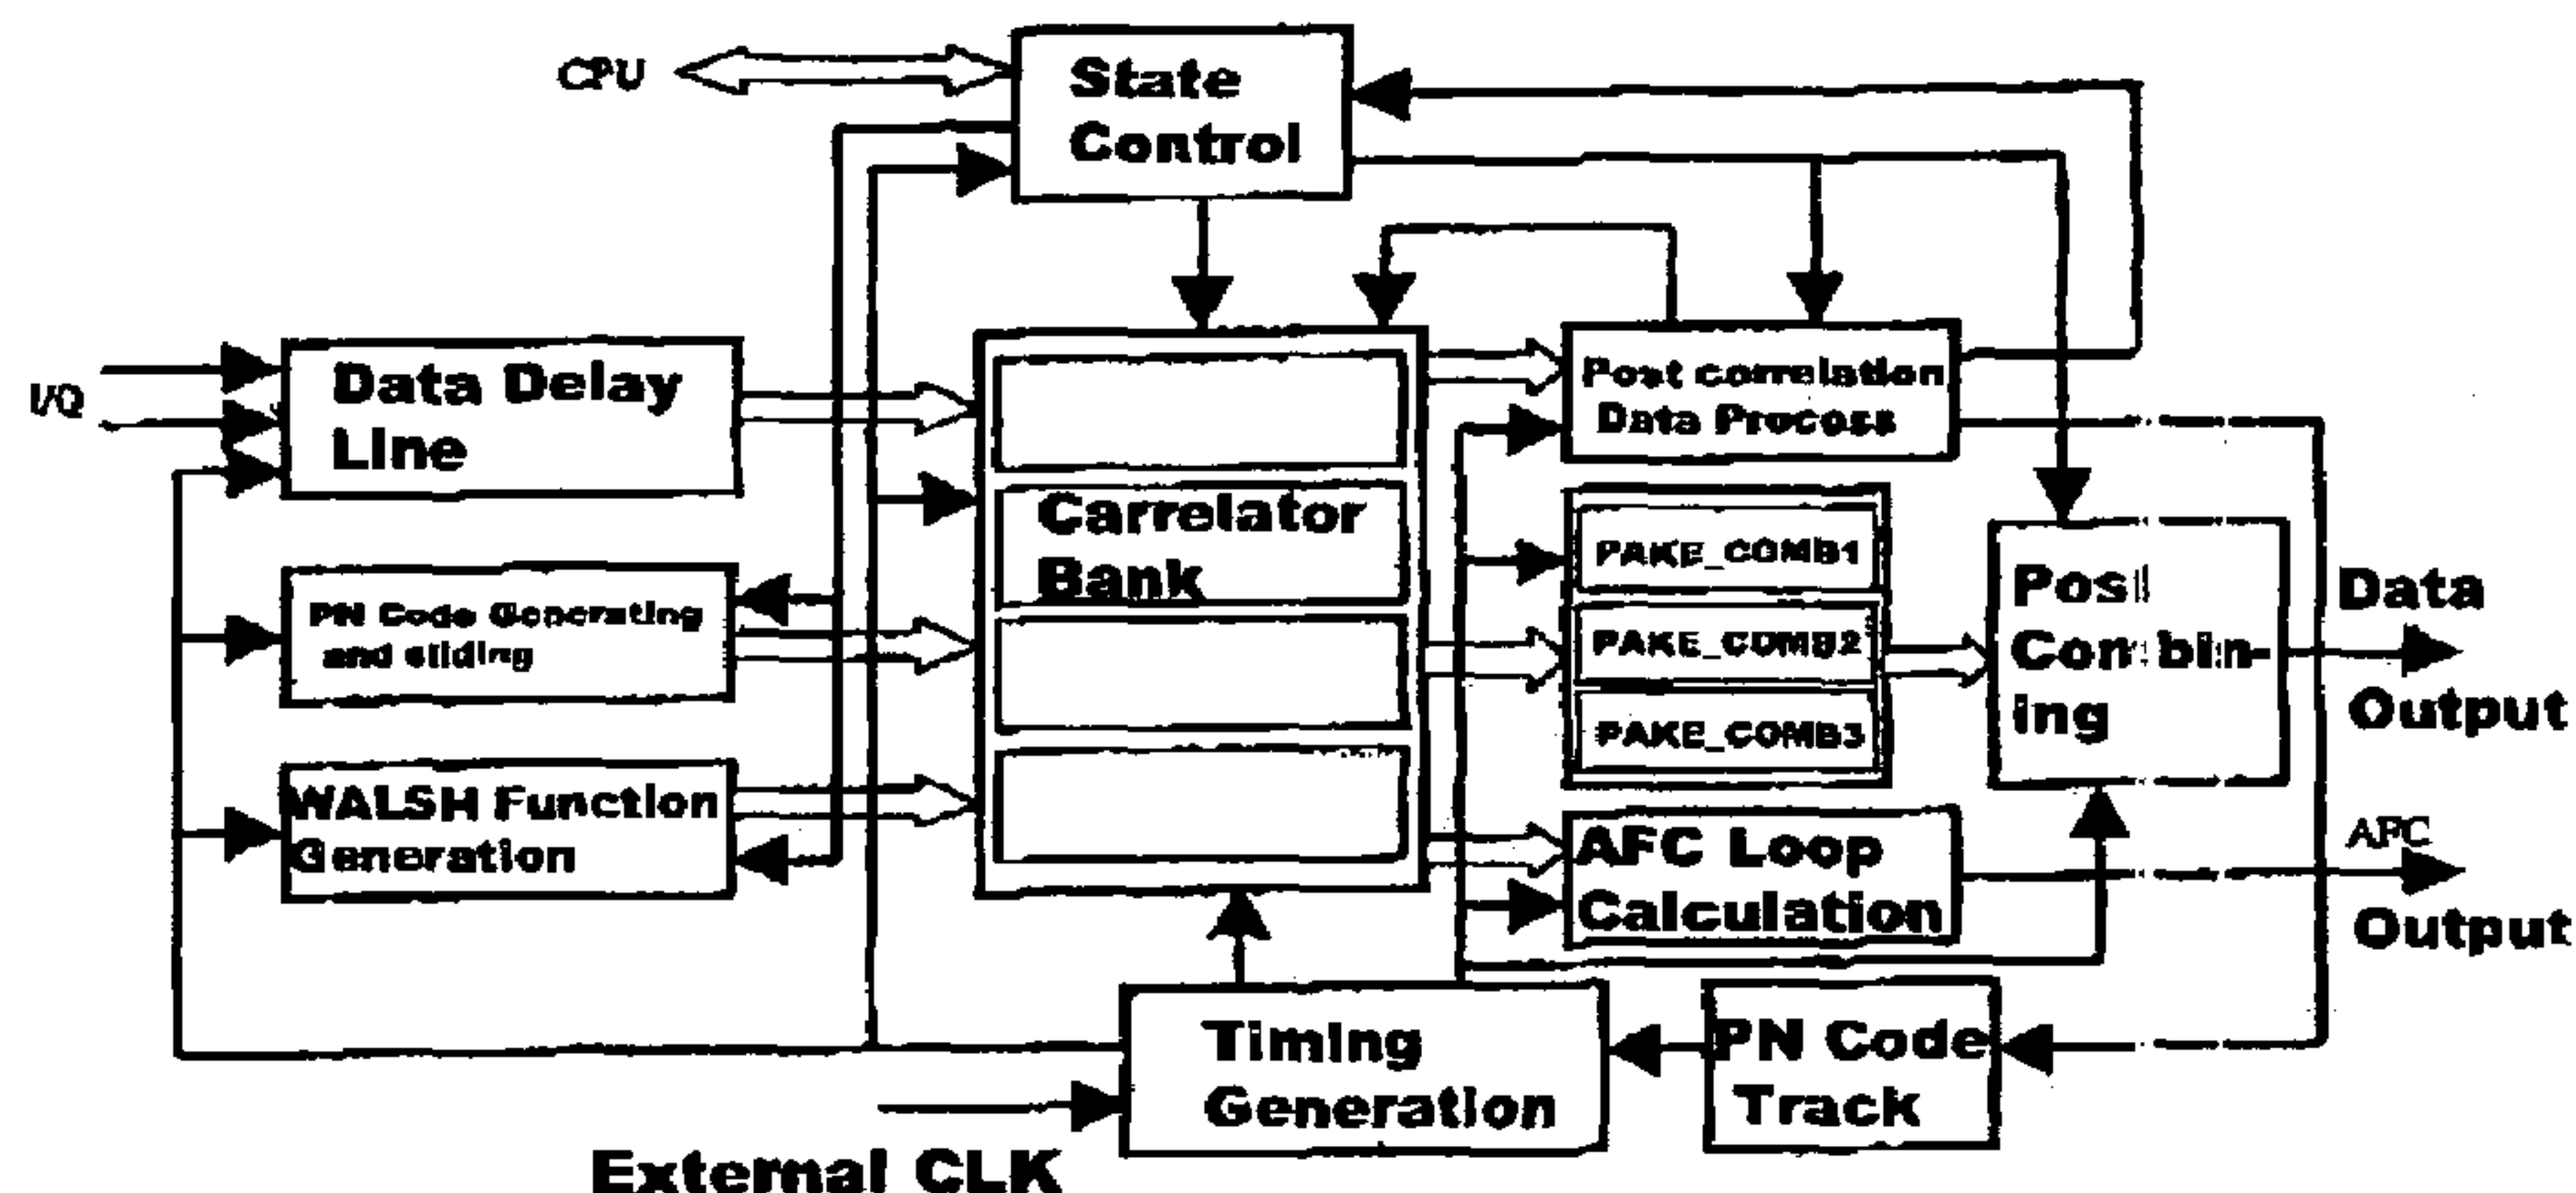 CPU
State
Control
I/Q
Data Delay
Line
Post correlation
Data Process
Carrelator
Bank
PN Code Generating
and sliding
PAKE_COMB1
PAKE_COMB2
PAKE_COMB3
Post
Combin-
ing
Data
Output
WALSH Function
Generation
AFC Loop
Calculation
AFC
Output
Timing
Generation
PN Code
Track
External CLK